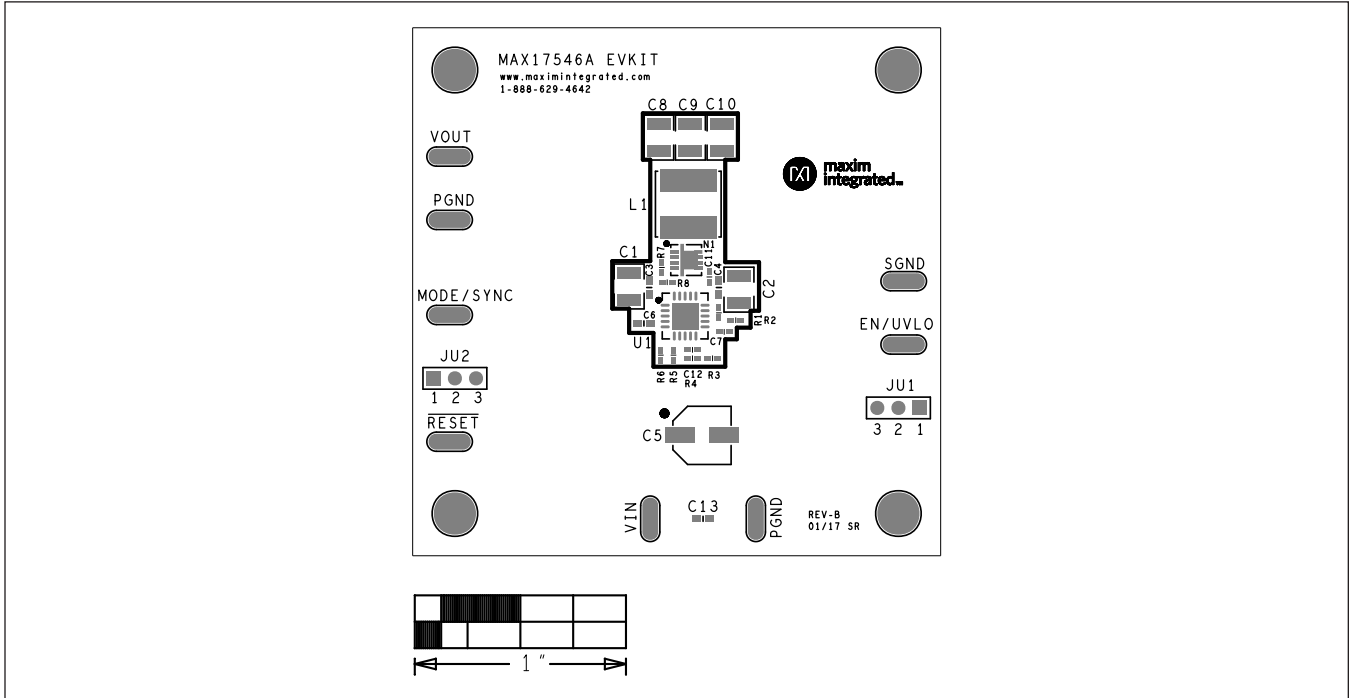 MAX17546A EVKIT
www.maximintegrated.com
1-888-629-4642
C8 C9 C10
VOUT
maxim
integrated™
PGND
L1
N1
R7
C11
C1
C3
C4
SGND
R8
C2
MODE/SYNC
C6
R1
R2
EN/UVLO
U1
C7
JU2
R6
R5
C12
R3
R4
1 2 3
JU1
RESET
3 2 1
C5
VIN
C13
PGND
REV-B
01/17 SR
1 "